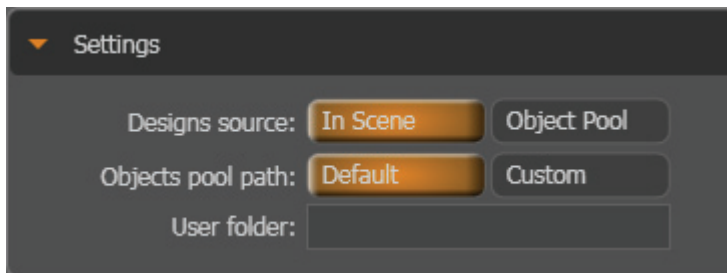 Settings
Designs source: In Scene Object Pool
Objects pool path: Default Custom
User folder: